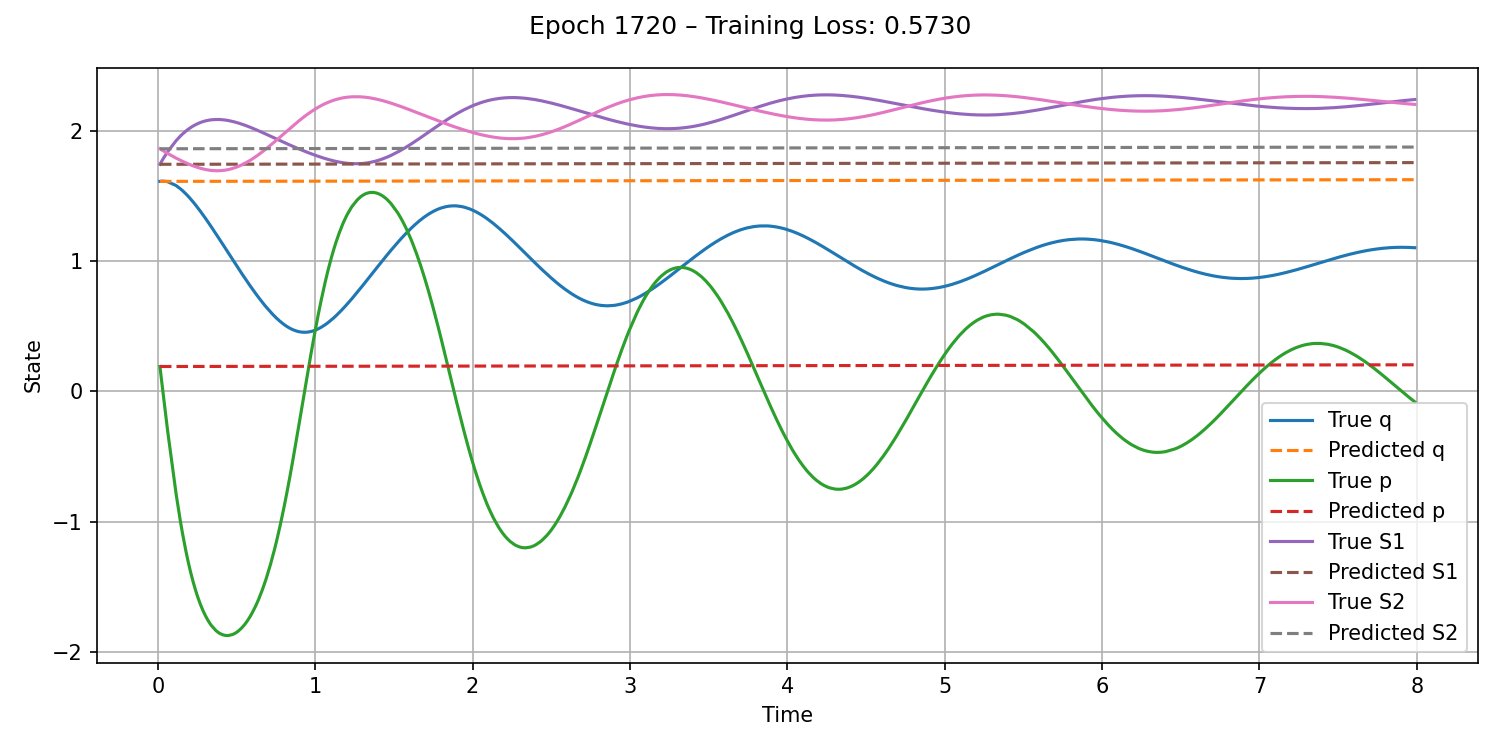 Epoch 1720 – Training Loss: 0.5730
State
2
1
0
−1
−2
0 1 2 3 4 5 6 7 8
Time
True q
Predicted q
True p
Predicted p
True S1
Predicted S1
True S2
Predicted S2